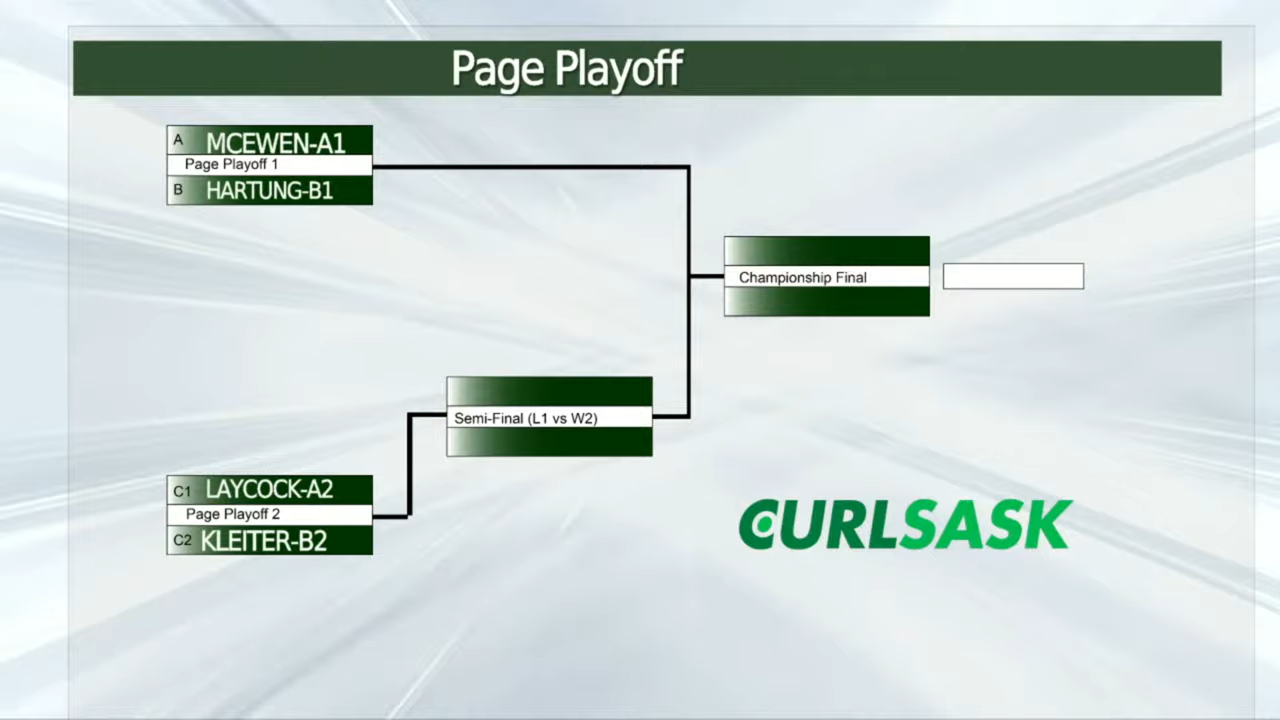 Page Playoff
A MCEWEN-A1
Page Playoff 1
B HARTUNG-B1
Championship Final
Semi-Final (L1 vs W2)
C1 LAYCOCK-A2
Page Playoff 2
C2 KLEITER-B2
CURLSASK